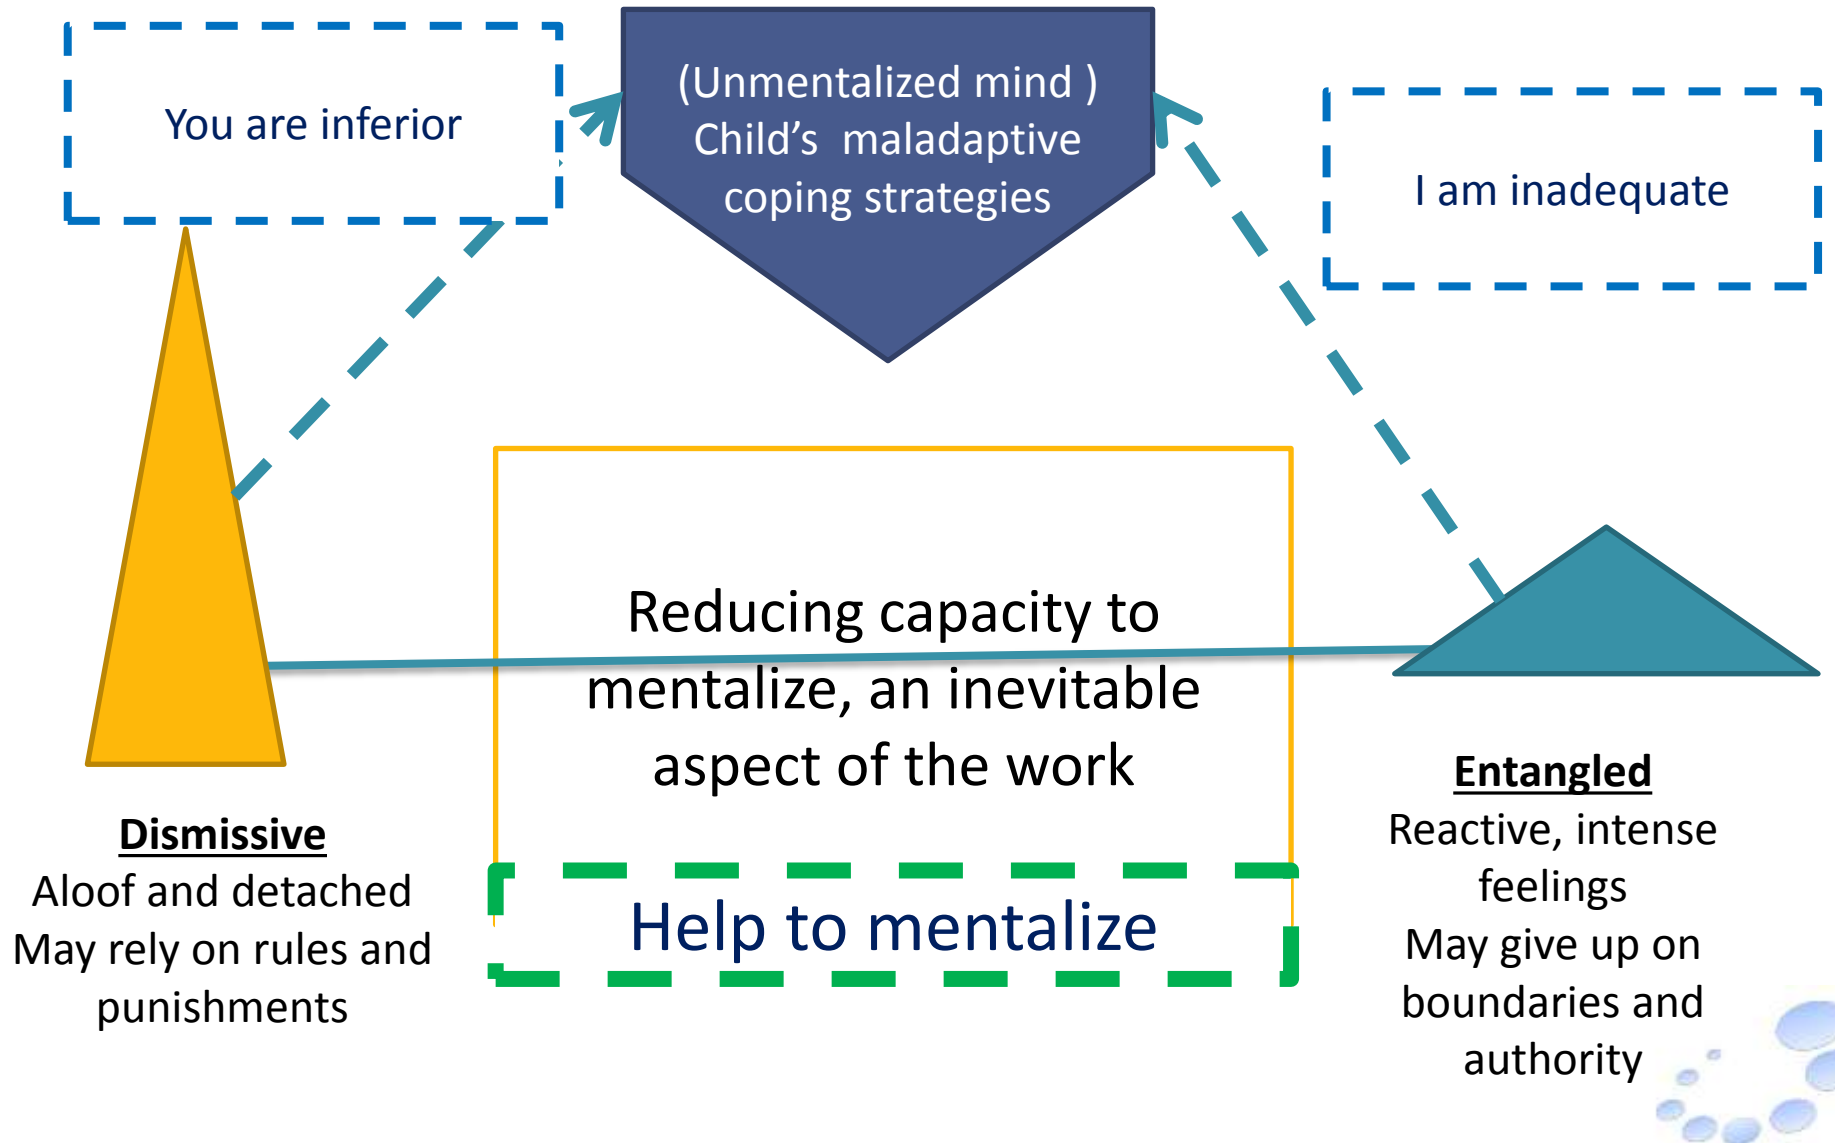 You are inferior
(Unmentalized mind )
Child’s  maladaptive
coping strategies
I am inadequate
Reducing capacity to
mentalize, an inevitable
aspect of the work
Help to mentalize
Dismissive
Aloof and detached
May rely on rules and
punishments
Entangled
Reactive, intense
feelings
May give up on
boundaries and
authority